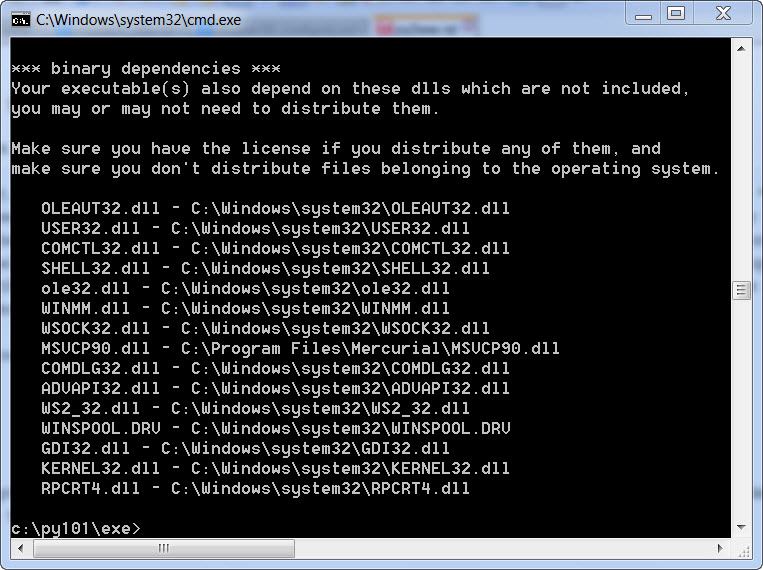 C:\Windows\system32\cmd.exe
*** binary dependencies ***
Your executable(s) also depend on these dlls which are not included,
you may or may not need to distribute them.
Make sure you have the license if you distribute any of them, and
make sure you don't distribute files belonging to the operating system.
OLEAUT32.dll - C:\Windows\system32\OLEAUT32.dll
USER32.dll - C:\Windows\system32\USER32.dll
COMCTL32.dll - C:\Windows\system32\COMCTL32.dll
SHELL32.dll - C:\Windows\system32\SHELL32.dll
ole32.dll - C:\Windows\system32\ole32.dll
WINMM.dll - C:\Windows\system32\WINMM.dll
WSOCK32.dll - C:\Windows\system32\WSOCK32.dll
MSVCP90.dll - C:\Program Files\Mercurial\MSVCP90.dll
COMDLG32.dll - C:\Windows\system32\COMDLG32.dll
ADVAPI32.dll - C:\Windows\system32\ADVAPI32.dll
WS2_32.dll - C:\Windows\system32\WS2_32.dll
WINSPOOL.DRV - C:\Windows\system32\WINSPOOL.DRV
GDI32.dll - C:\Windows\system32\GDI32.dll
KERNEL32.dll - C:\Windows\system32\KERNEL32.dll
RPCRT4.dll - C:\Windows\system32\RPCRT4.dll
c:\py101\exe>